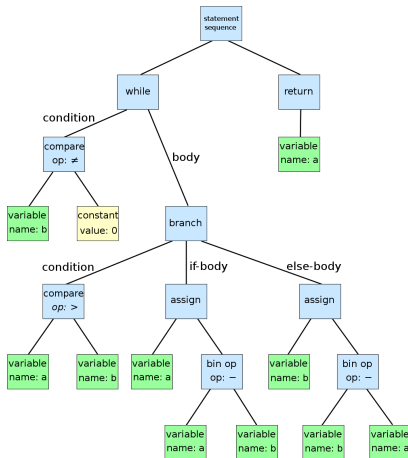 statement
sequence
while
return
condition
compare
op: ≠
body
variable
name: a
variable
name: b
constant
value: 0
branch
condition
if-body
else-body
compare
op: >
assign
assign
variable
name: a
variable
name: b
variable
name: a
bin op
op: −
variable
name: b
bin op
op: −
variable
name: a
variable
name: b
variable
name: b
variable
name: a